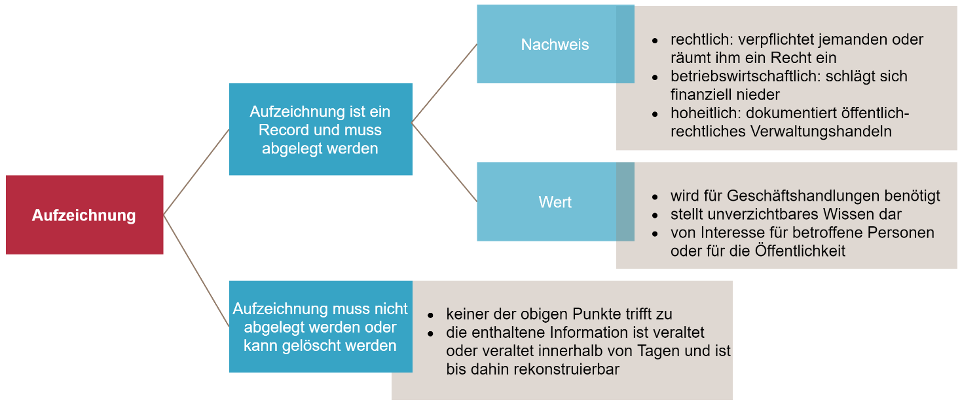 Aufzeichnung
Aufzeichnung ist ein
Record und muss
abgelegt werden
Nachweis
• rechtlich: verpflichtet jemanden oder
räumt ihm ein Recht ein
• betriebswirtschaftlich: schlägt sich
finanziell nieder
• hoheitlich: dokumentiert öffentlich-
rechtliches Verwaltungshandeln
Wert
• wird für Geschäftshandlungen benötigt
• stellt unverzichtbares Wissen dar
• von Interesse für betroffene Personen
oder für die Öffentlichkeit
Aufzeichnung muss nicht
abgelegt werden oder
kann gelöscht werden
• keiner der obigen Punkte trifft zu
• die enthaltene Information ist veraltet
oder veraltet innerhalb von Tagen und ist
bis dahin rekonstruierbar